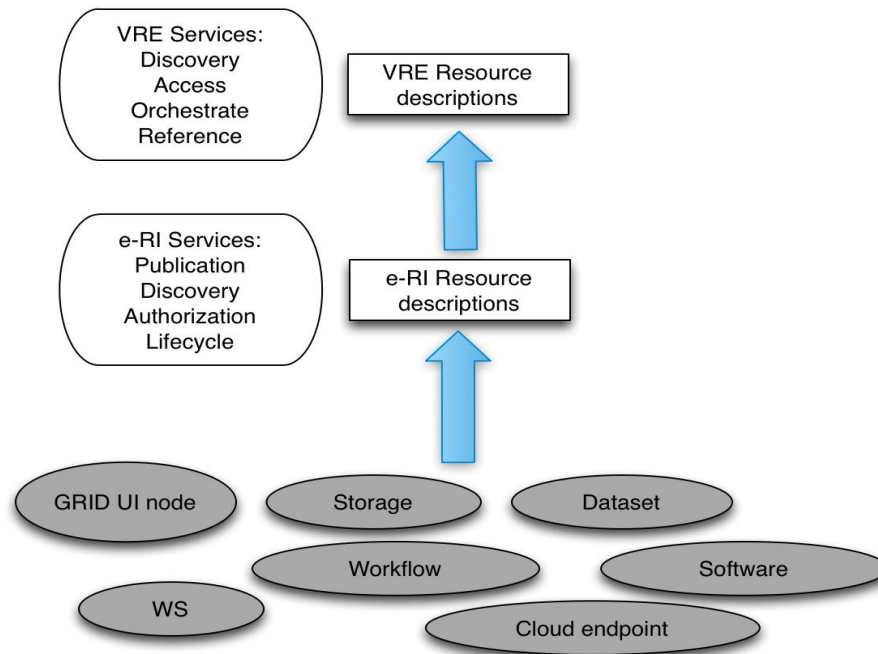 VRE Services:
Discovery
Access
Orchestrate
Reference
VRE Resource
descriptions
e-RI Services:
Publication
Discovery
Authorization
Lifecycle
e-RI Resource
descriptions
GRID UI node
Storage
Dataset
Workflow
Software
WS
Cloud endpoint